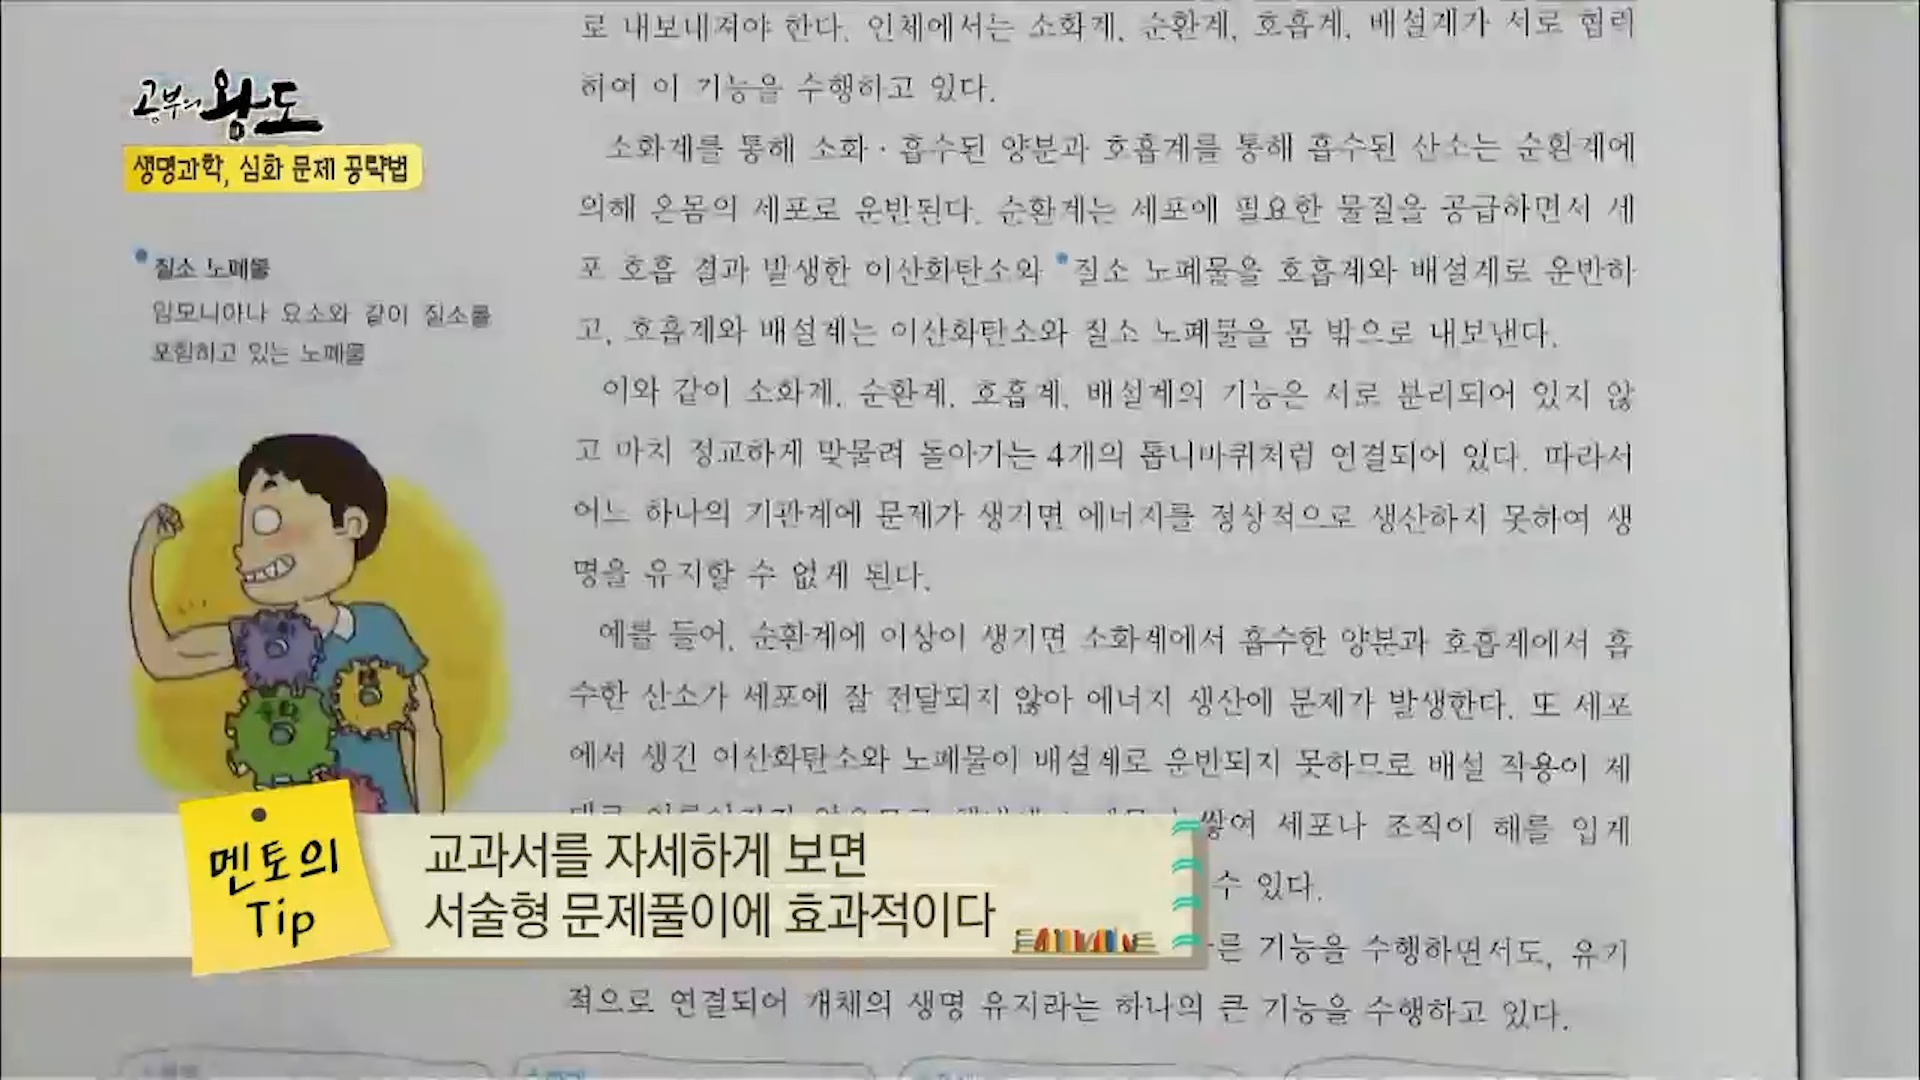 로 내보내져야 한다. 인체에서는 소화계, 순환계, 호흡계, 배설계가 서로 협력
하여 이 기능을 수행하고 있다.
공부의 왕도
생명과학, 심화 문제 공략법
소화계를 통해 소화·흡수된 양분과 호흡계를 통해 흡수된 산소는 순환계에
의해 온몸의 세포로 운반된다. 순환계는 세포에 필요한 물질을 공급하면서 세
포 호흡 결과 발생한 이산화탄소와 질소 노폐물을 호흡계와 배설계로 운반하
고, 호흡계와 배설계는 이산화탄소와 질소 노폐물을 몸 밖으로 내보낸다.
질소 노폐물
암모니아나 요소와 같이 질소를
포함하고 있는 노폐물
이와 같이 소화계, 순환계, 호흡계, 배설계의 기능은 서로 분리되어 있지 않
고 마치 정교하게 맞물려 돌아가는 4개의 톱니바퀴처럼 연결되어 있다. 따라서
어느 하나의 기관계에 문제가 생기면 에너지를 정상적으로 생산하지 못하여 생
명을 유지할 수 없게 된다.
예를 들어, 순환계에 이상이 생기면 소화계에서 흡수한 양분과 호흡계에서 흡
수한 산소가 세포에 잘 전달되지 않아 에너지 생산에 문제가 발생한다. 또 세포
에서 생긴 이산화탄소와 노폐물이 배설계로 운반되지 못하므로 배설 작용이 제
쌓여 세포나 조직이 해를 입게
수 있다.
른 기능을 수행하면서도, 유기
적으로 연결되어 개체의 생명 유지라는 하나의 큰 기능을 수행하고 있다.
멘토의
Tip
교과서를 자세하게 보면
서술형 문제풀이에 효과적이다